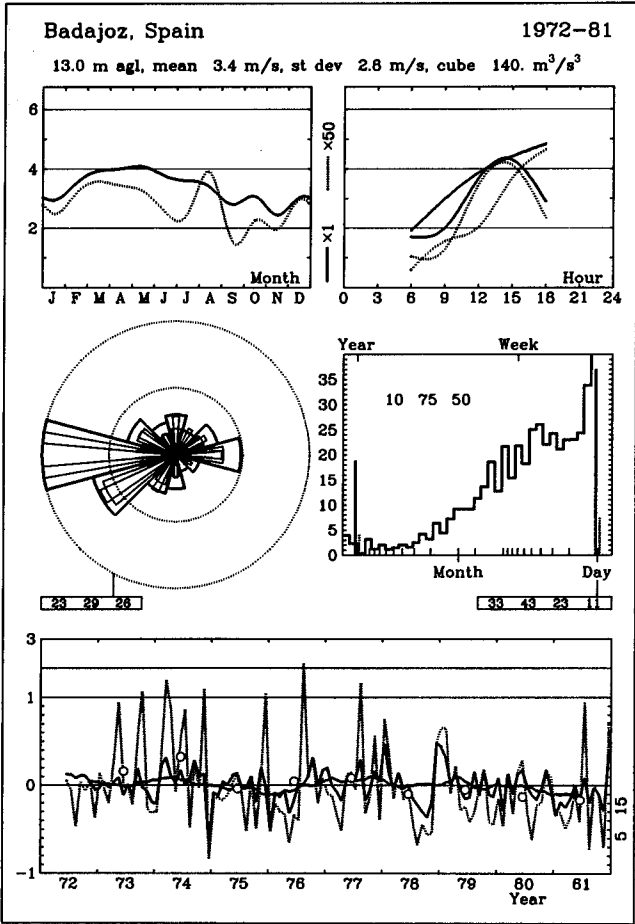 Badajoz, Spain 1972-81
13.0 m agl, mean 3.4 m/s, st dev 2.8 m/s, cube 140. m³/s³
6
4
2
J F M A M J J A S O N D
Month
×1 ×50
0 3 6 9 12 15 18 21 24
Hour
Year Week
35
30
25
20
15
10
5
0
10 75 50
Month Day
23 29 26
33 43 23 11
3
1
0
-1
5 15
72 73 74 75 76 77 78 79 80 61
Year